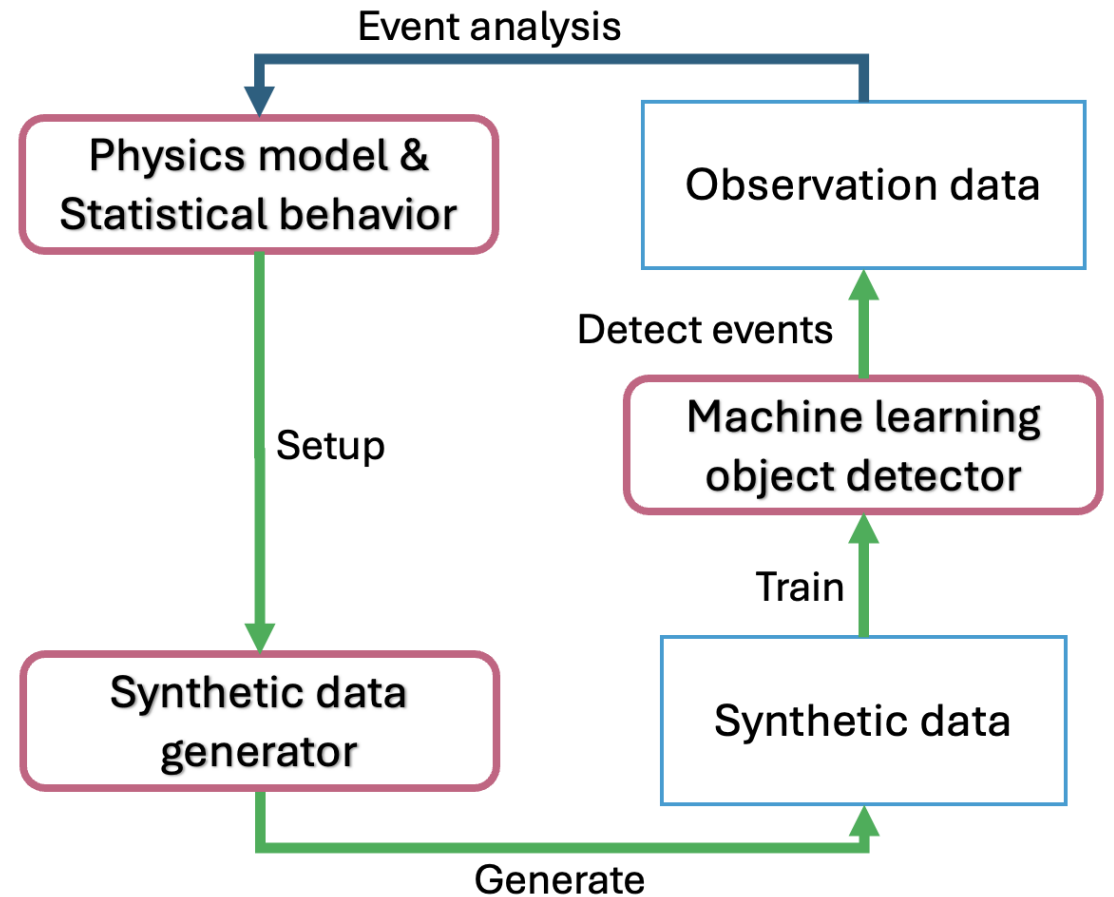 Event analysis
Physics model &
Statistical behavior
Observation data
Detect events
Machine learning
object detector
Setup
Train
Synthetic data
generator
Synthetic data
Generate